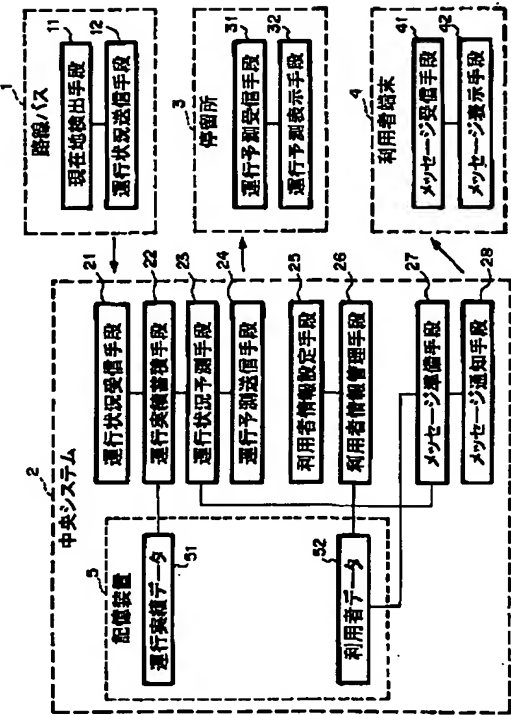 1
路線バス
11
現在地検出手段
12
運行状況送信手段
3
停留所
31
運行予測受信手段
32
運行予測表示手段
4
利用者端末
41
メッセージ受信手段
42
メッセージ表示手段
2
中央システム
21
運行状況受信手段
22
運行実績蓄積手段
23
運行状況予測手段
24
運行予測送信手段
25
利用者情報設定手段
26
利用者情報管理手段
27
メッセージ準備手段
28
メッセージ通知手段
5
記憶装置
運行実績データ
51
52
利用者データ